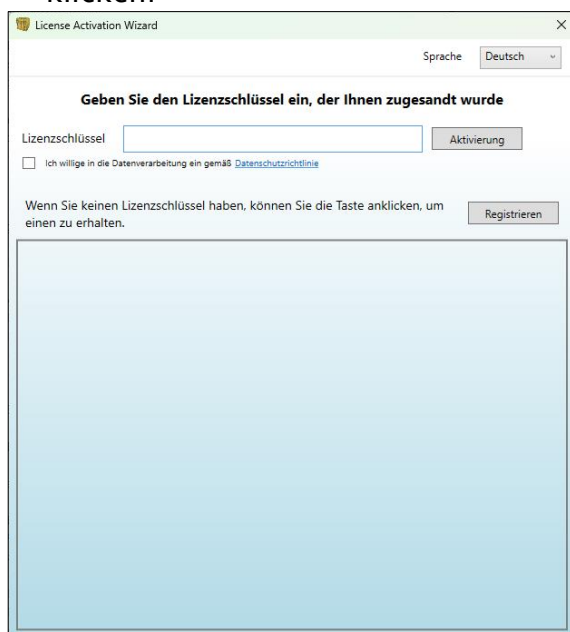 klicken.
License Activation Wizard
Sprache Deutsch
Geben Sie den Lizenzschlüssel ein, der Ihnen zugesandt wurde
Lizenzschlüssel Aktivierung
Ich willige in die Datenverarbeitung ein gemäß Datenschutzrichtlinie
Wenn Sie keinen Lizenzschlüssel haben, können Sie die Taste anklicken, um
einen zu erhalten.
Registrieren